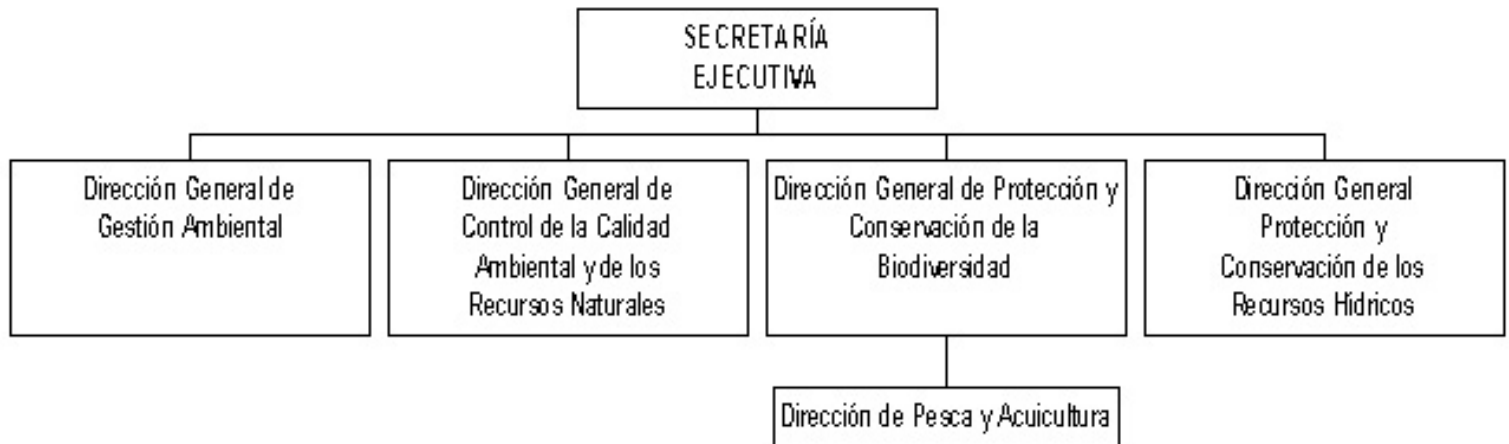 SECRETARÍA
EJECUTIVA
Dirección General de
Gestión Ambiental
Dirección General de
Control de la Calidad
Ambiental y de los
Recursos Naturales
Dirección General de Protección y
Conservación de la
Biodiversidad
Dirección General
Protección y
Conservación de los
Recursos Hídricos
Dirección de Pesca y Acuicultura